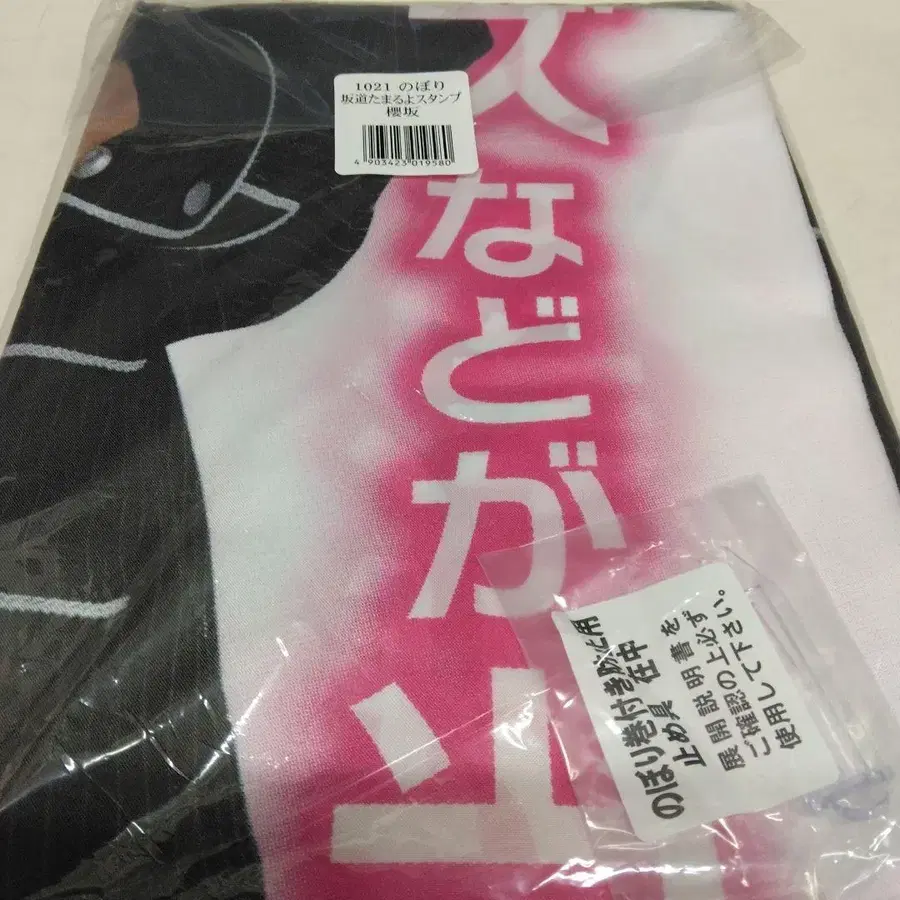 1021 のぼり
坂道たまるよスタンプ
櫻坂
4 903423 019580
ズなどが
のぼり巻付き防止用
止め具 在中
展開説明書を
ご確認の上必ず
使用して下さい。